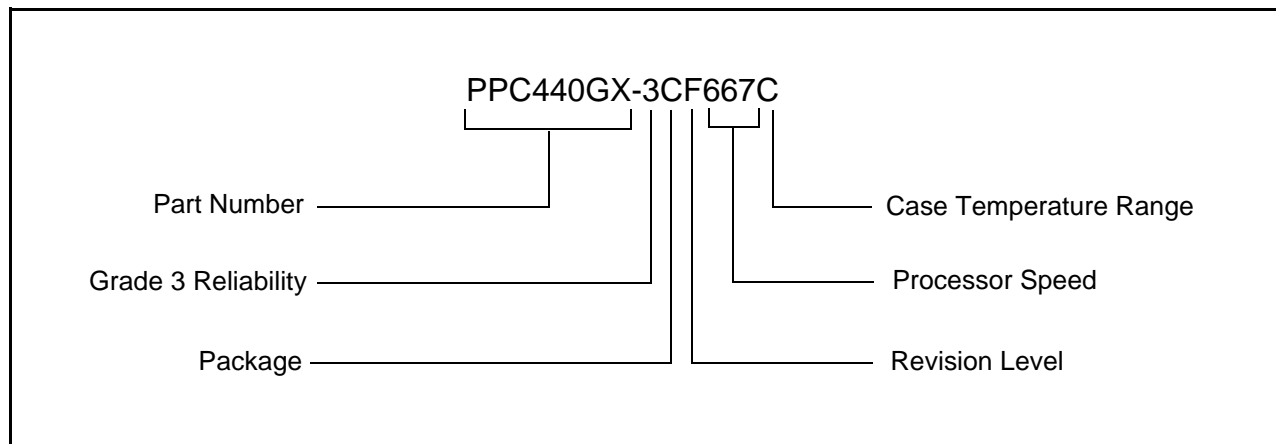 PPC440GX-3CF667C
Part Number
Case Temperature Range
Grade 3 Reliability
Processor Speed
Package
Revision Level